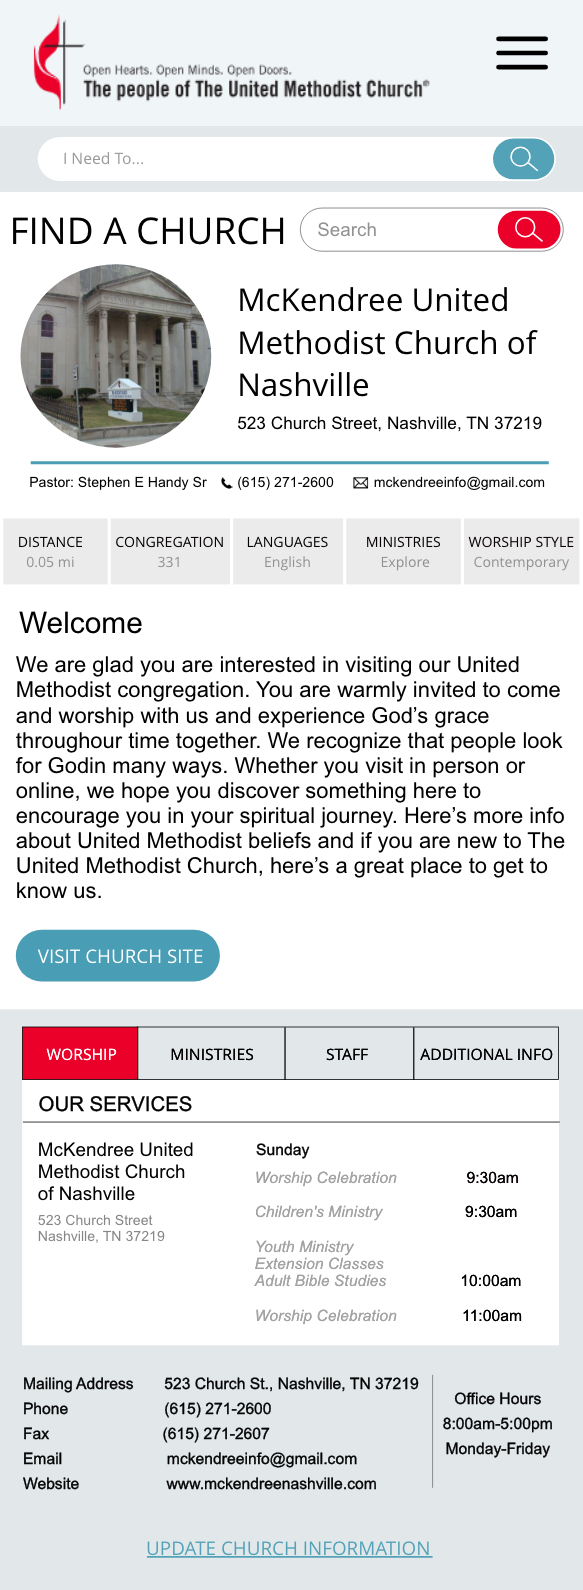 Open Hearts. Open Minds. Open Doors.
The people of The United Methodist Church®
I Need To...
FIND A CHURCH
Search
McKendree United
Methodist Church of
Nashville
523 Church Street, Nashville, TN 37219
Pastor: Stephen E Handy Sr (615) 271-2600 mckendreeinfo@gmail.com
DISTANCE CONGREGATION LANGUAGES MINISTRIES WORSHIP STYLE
0.05 mi 331 English Explore Contemporary
Welcome
We are glad you are interested in visiting our United
Methodist congregation. You are warmly invited to come
and worship with us and experience God’s grace
throughour time together. We recognize that people look
for Godin many ways. Whether you visit in person or
online, we hope you discover something here to
encourage you in your spiritual journey. Here’s more info
about United Methodist beliefs and if you are new to The
United Methodist Church, here’s a great place to get to
know us.
VISIT CHURCH SITE
WORSHIP MINISTRIES STAFF ADDITIONAL INFO
OUR SERVICES
McKendree United
Methodist Church
of Nashville
523 Church Street
Nashville, TN 37219
Sunday
Worship Celebration 9:30am
Children's Ministry 9:30am
Youth Ministry
Extension Classes
Adult Bible Studies 10:00am
Worship Celebration 11:00am
Mailing Address 523 Church St., Nashville, TN 37219
Phone (615) 271-2600
Fax (615) 271-2607
Email mckendreeinfo@gmail.com
Website www.mckendreenashville.com
Office Hours
8:00am-5:00pm
Monday-Friday
UPDATE CHURCH INFORMATION